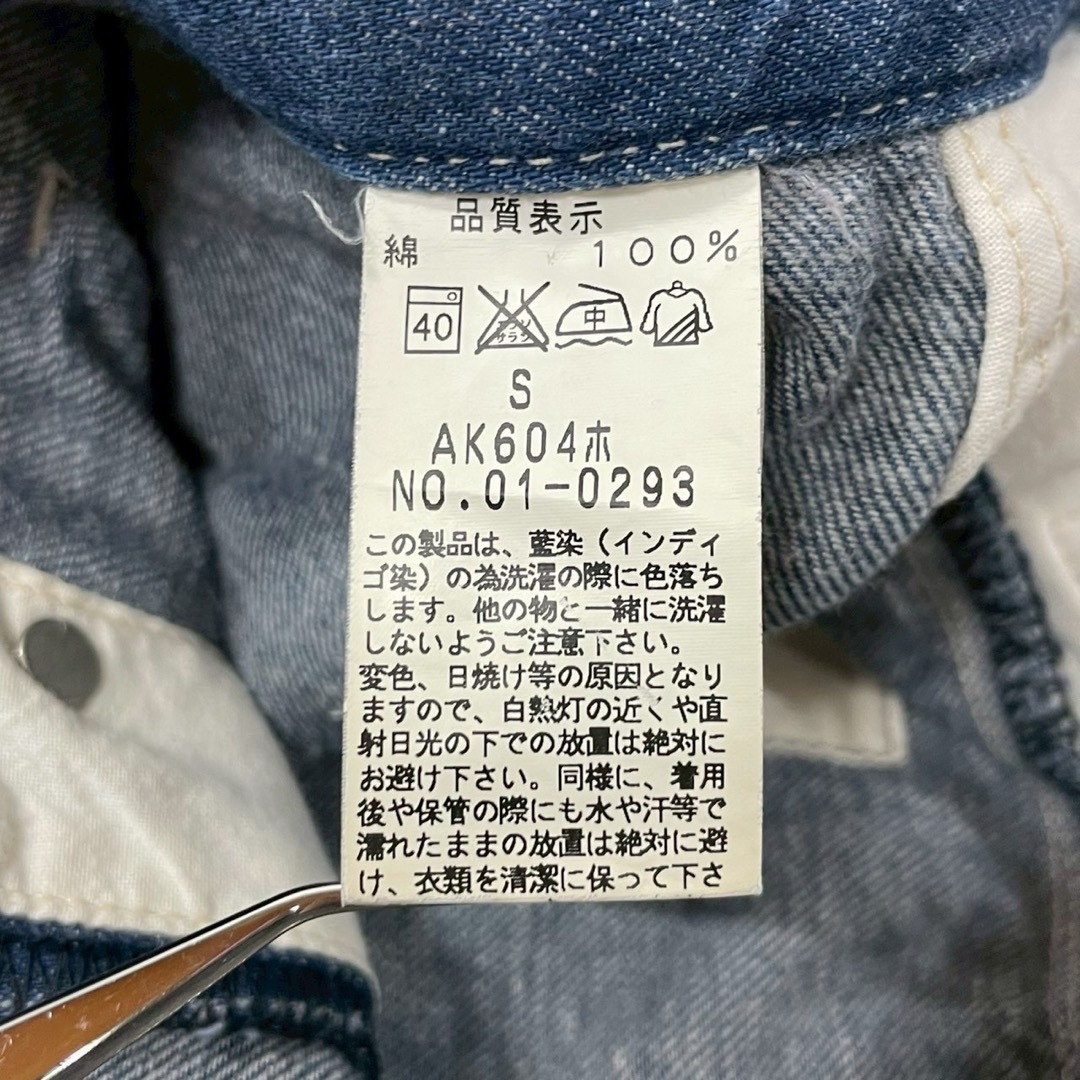 品質表示
綿 100%
40 エンソサラシ 中
S
AK604ホ
NO.01-0293
この製品は、藍染（インディ
ゴ染）の為洗濯の際に色落ち
します。他の物と一緒に洗濯
しないようご注意下さい。
変色、日焼け等の原因となり
ますので、白熱灯の近くや直
射日光の下での放置は絶対に
お避け下さい。同様に、着用
後や保管の際にも水や汗等で
濡れたままの放置は絶対に避
け、衣類を清潔に保って下さ